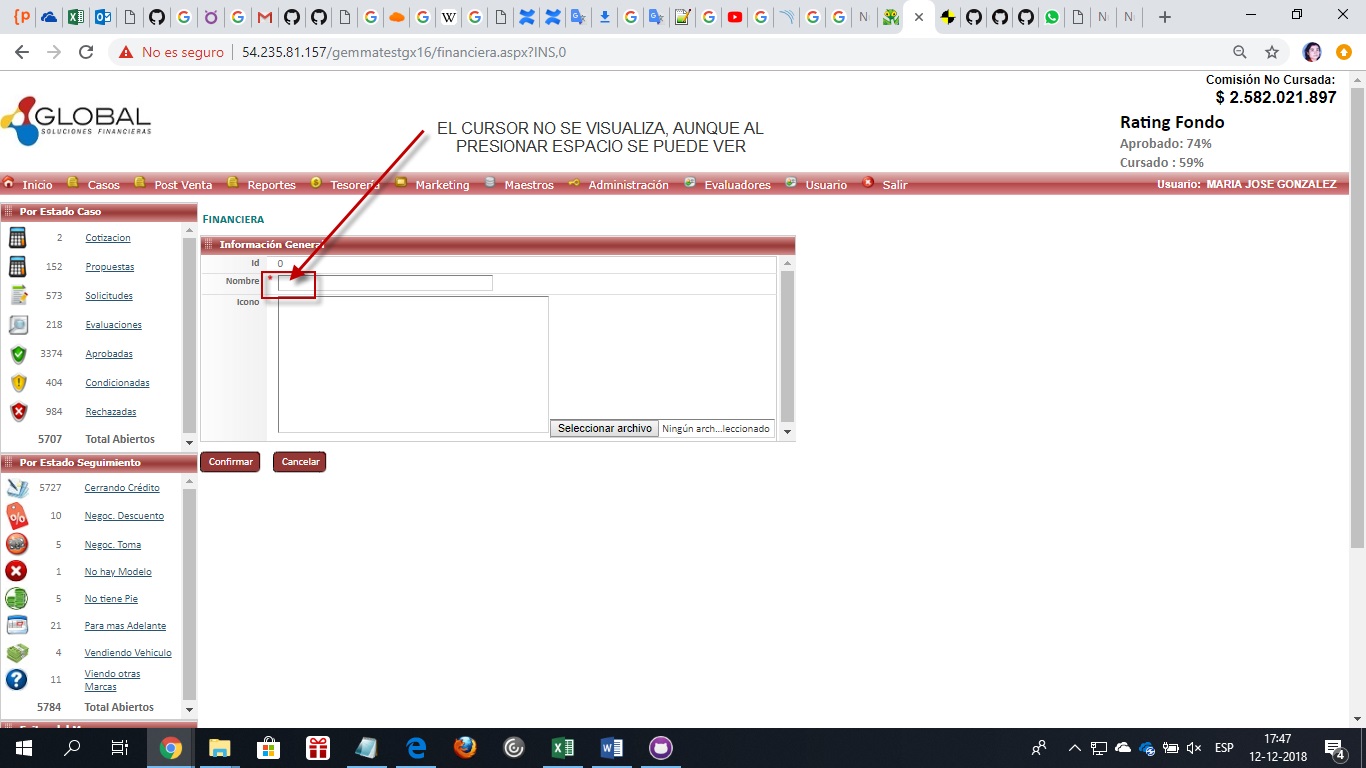 No es seguro
54.235.81.157/gemmatestgx16/financiera.aspx?INS,0
Comisión No Cursada:
$ 2.582.021.897
GLOBAL
SOLUCIONES FINANCIERAS
EL CURSOR NO SE VISUALIZA, AUNQUE AL
PRESIONAR ESPACIO SE PUEDE VER
Rating Fondo
Aprobado: 74%
Cursado : 59%
Inicio Casos Post Venta Reportes Tesorería Marketing Maestros Administración Evaluadores Usuario Salir Usuario: MARIA JOSE GONZALEZ
Por Estado Caso
2 Cotizacion
152 Propuestas
573 Solicitudes
218 Evaluaciones
3374 Aprobadas
404 Condicionadas
984 Rechazadas
5707 Total Abiertos
FINANCIERA
Información General
Id 0
Nombre *
Icono
Seleccionar archivo Ningún arch...leccionado
Confirmar Cancelar
Por Estado Seguimiento
5727 Cerrando Crédito
10 Negoc. Descuento
5 Negoc. Toma
1 No hay Modelo
5 No tiene Pie
21 Para mas Adelante
4 Vendiendo Vehiculo
11 Viendo otras
Marcas
5784 Total Abiertos
ESP
17:47
12-12-2018
4